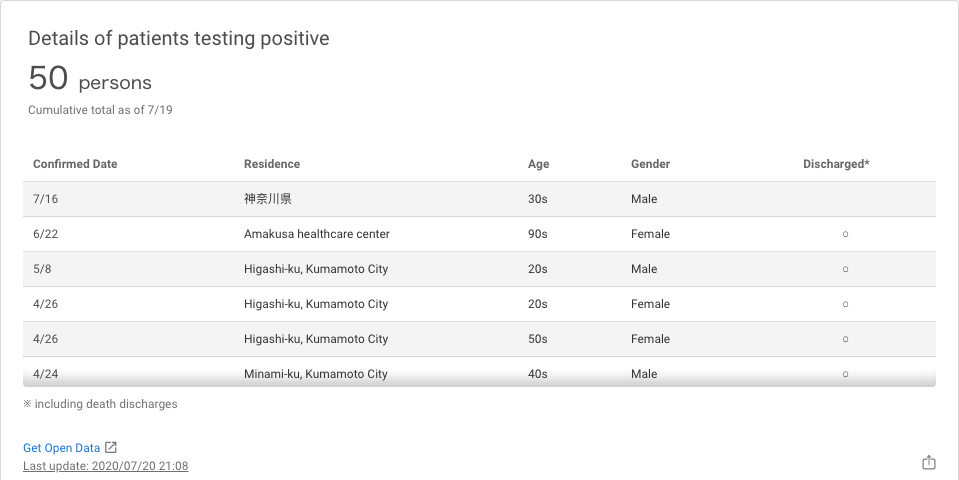 Details of patients testing positive
50 persons
Cumulative total as of 7/19
Confirmed Date Residence Age Gender Discharged*
7/16 神奈川県 30s Male
6/22 Amakusa healthcare center 90s Female ○
5/8 Higashi-ku, Kumamoto City 20s Male ○
4/26 Higashi-ku, Kumamoto City 20s Female ○
4/26 Higashi-ku, Kumamoto City 50s Female ○
4/24 Minami-ku, Kumamoto City 40s Male ○
※ including death discharges
Get Open Data
Last update: 2020/07/20 21:08